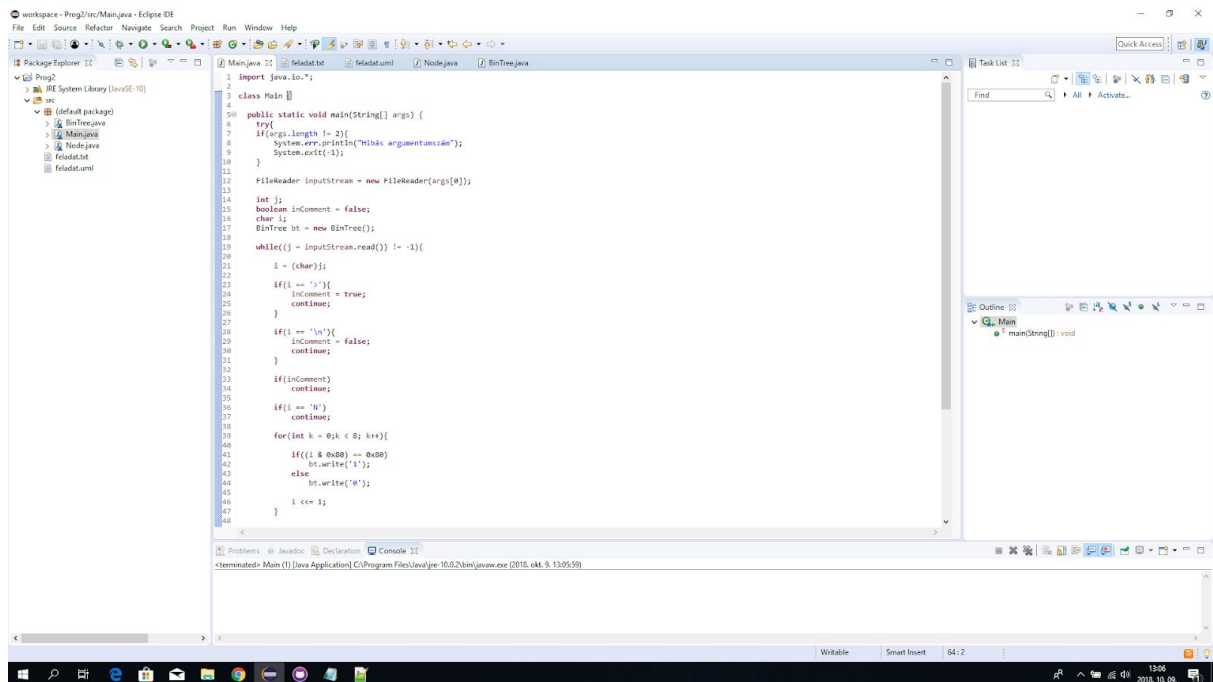 workspace - Prog2/src/Main.java - Eclipse IDE
File Edit Source Refactor Navigate Search Project Run Window Help
Quick Access
Package Explorer
Prog2
JRE System Library [JavaSE-10]
src
(default package)
BinTree.java
Main.java
Node.java
feladat.txt
feladat.uml
Main.java feladat.txt feladat.uml Node.java BinTree.java
1 import java.io.*;
2
3 class Main {
4
5 public static void main(String[] args) {
6 try{
7 if(args.length != 2){
8 System.err.println("Hibás argumentumszám");
9 System.exit(-1);
10 }
11
12 FileReader inputStream = new FileReader(args[0]);
13
14 int j;
15 boolean inComment = false;
16 char i;
17 BinTree bt = new BinTree();
18
19 while((j = inputStream.read()) != -1){
20
21 i = (char)j;
22
23 if(i == '>'){
24 inComment = true;
25 continue;
26 }
27
28 if(i == '\n'){
29 inComment = false;
30 continue;
31 }
32
33 if(inComment)
34 continue;
35
36 if(i == 'N')
37 continue;
38
39 for(int k = 0;k < 8; k++){
40
41 if((i & 0x80) == 0x80)
42 bt.write('1');
43 else
44 bt.write('0');
45
46 i <<= 1;
47 }
48
Task List
Find All Activate...
Outline
Main
main(String[]) : void
Problems Javadoc Declaration Console
<terminated> Main (1) [Java Application] C:\Program Files\Java\jre-10.0.2\bin\javaw.exe (2018. okt. 9. 13:05:59)
Writable Smart Insert 64 : 2
13:06
2018. 10. 09.